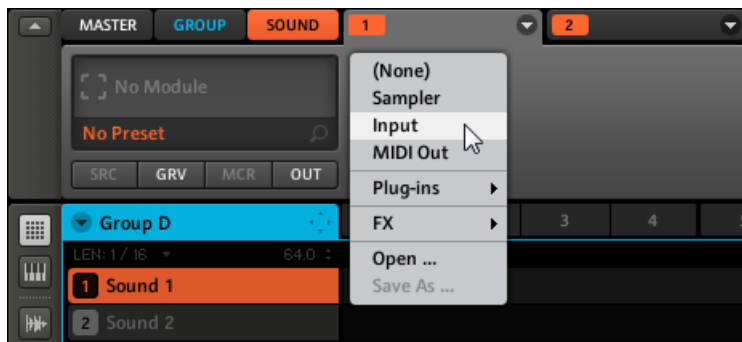 MASTER GROUP SOUND 1 2
No Module
No Preset
SRC GRV MCR OUT
(None)
Sampler
Input
MIDI Out
Plug-ins
FX
Open ...
Save As ...
Group D 3 4
LEN: 1 / 16 64.0
1 Sound 1
2 Sound 2